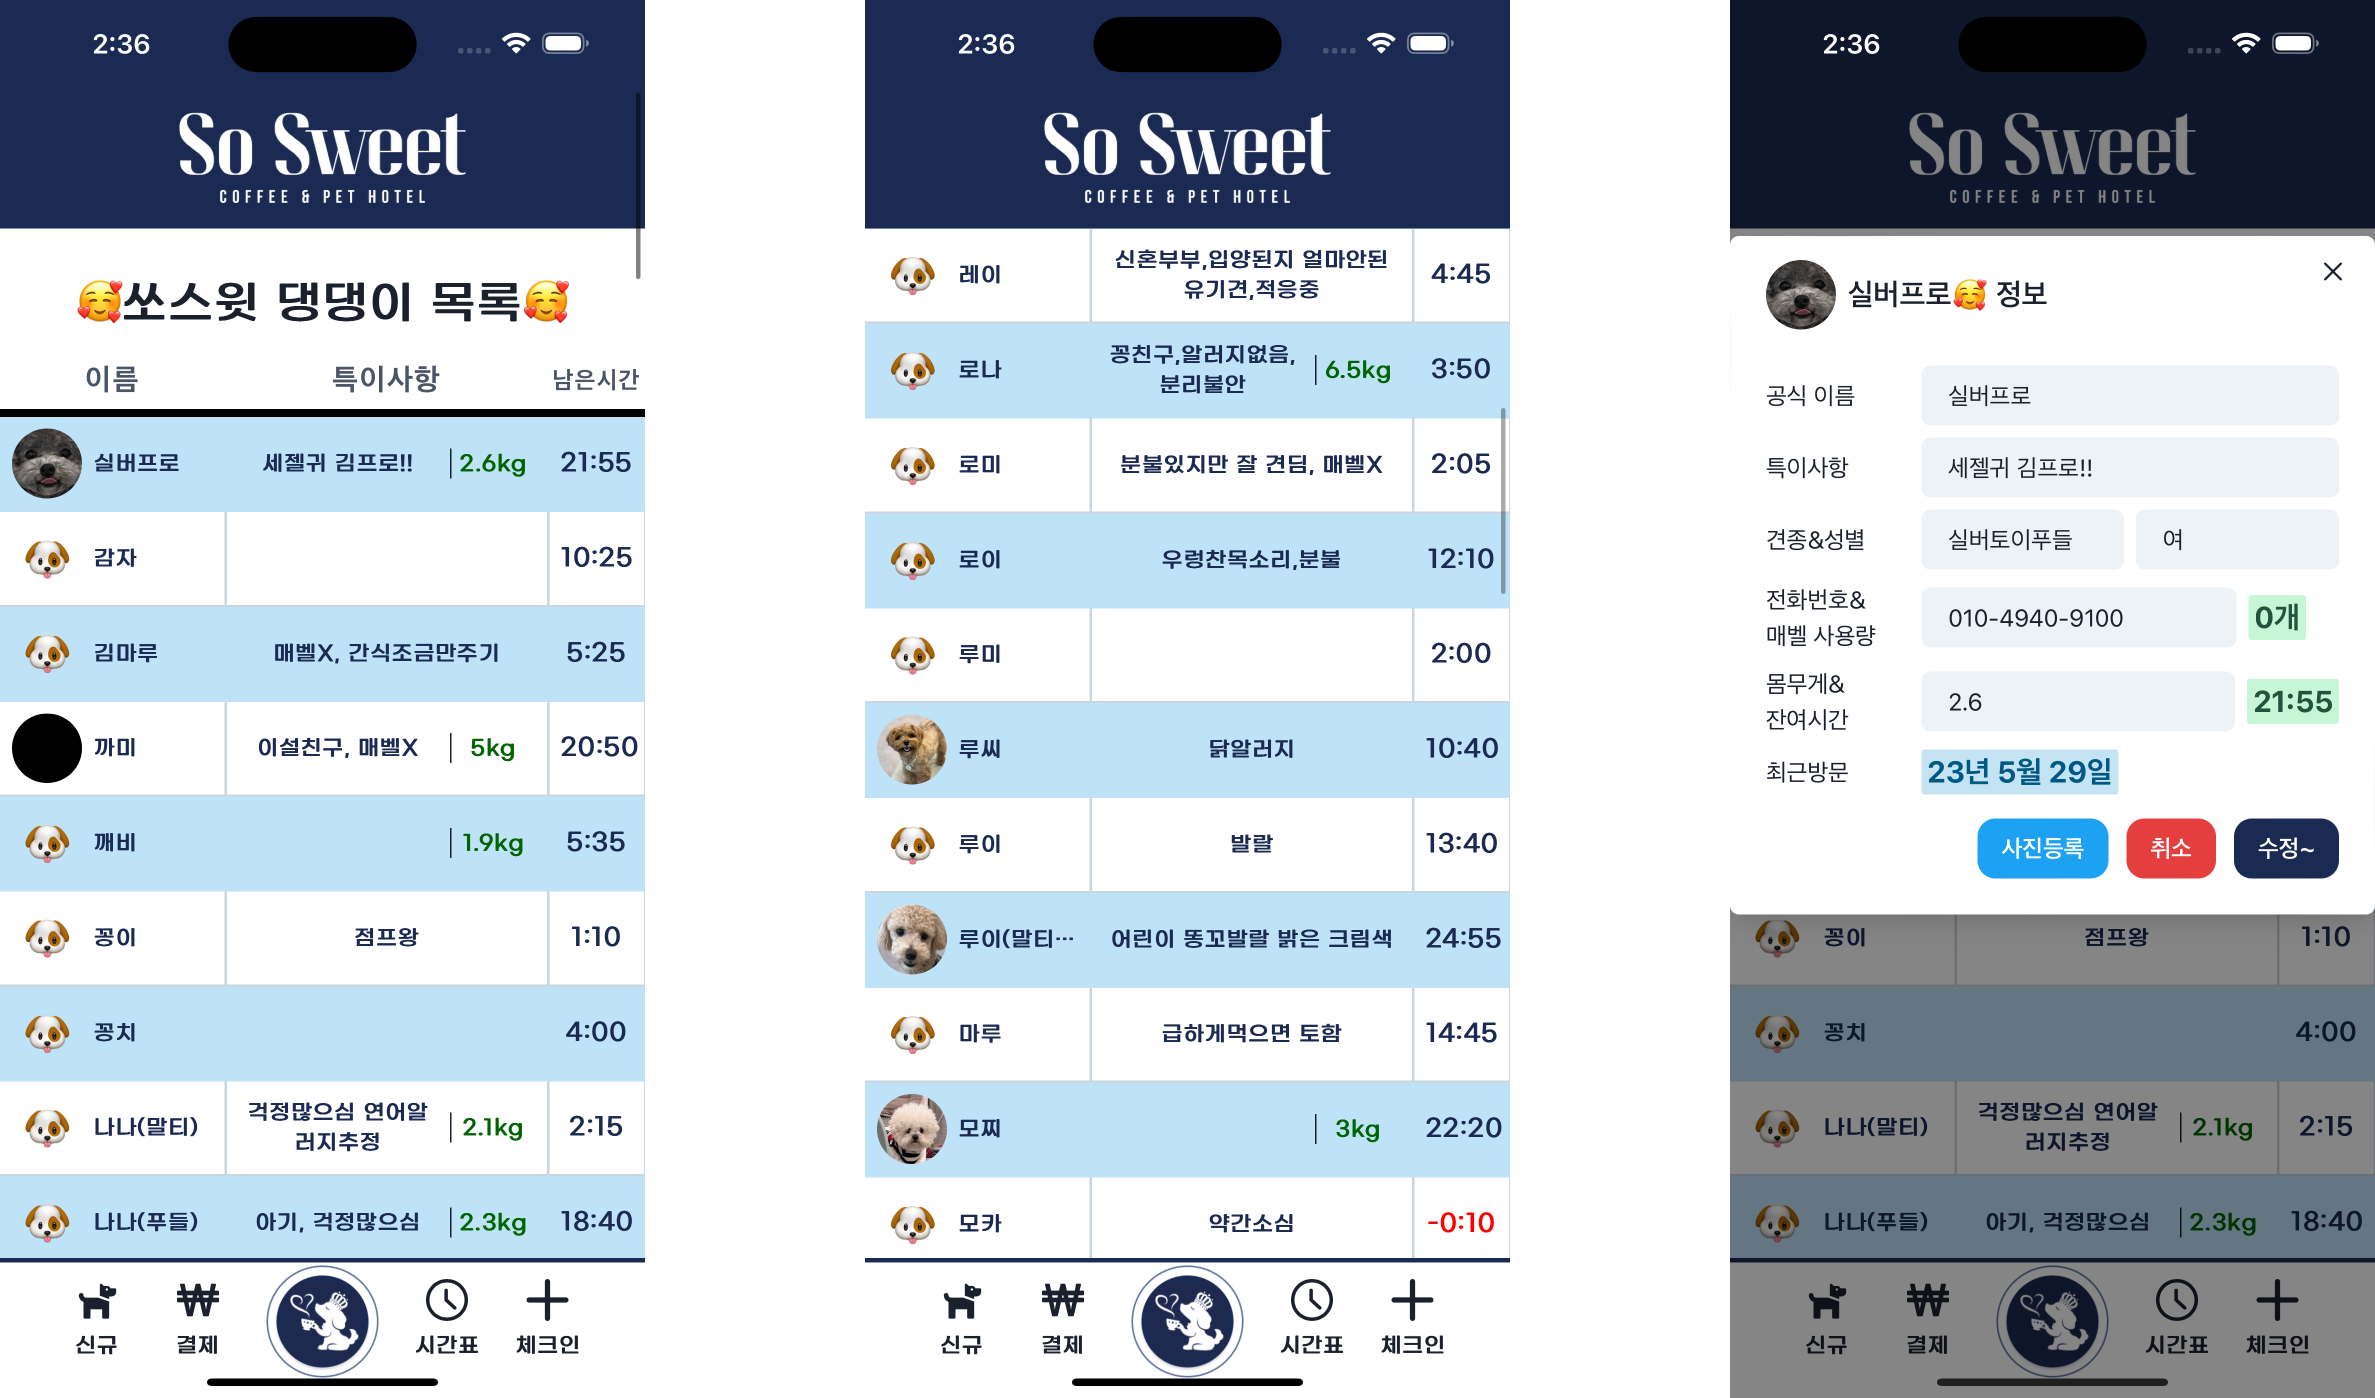 2:36
So Sweet
COFFEE & PET HOTEL
🥰쏘스윗 댕댕이 목록🥰
이름 특이사항 남은시간
실버프로 세젤귀 김프로!! 2.6kg 21:55
감자 10:25
김마루 매벨X, 간식조금만주기 5:25
까미 이설친구, 매벨X 5kg 20:50
깨비 1.9kg 5:35
꽁이 점프왕 1:10
꽁치 4:00
나나(말티) 걱정많으심 연어알
러지추정 2.1kg 2:15
나나(푸들) 아기, 걱정많으심 2.3kg 18:40
신규 결제 시간표 체크인
2:36
So Sweet
COFFEE & PET HOTEL
레이 신혼부부,입양된지 얼마안된
유기견,적응중 4:45
로나 꽁친구,알러지없음,
분리불안 6.5kg 3:50
로미 분불있지만 잘 견딤, 매벨X 2:05
로이 우렁찬목소리,분불 12:10
루미 2:00
루씨 닭알러지 10:40
루이 발랄 13:40
루이(말티… 어린이 똥꼬발랄 밝은 크림색 24:55
마루 급하게먹으면 토함 14:45
모찌 3kg 22:20
모카 약간소심 -0:10
신규 결제 시간표 체크인
2:36
So Sweet
COFFEE & PET HOTEL
실버프로🥰 정보
공식 이름 실버프로
특이사항 세젤귀 김프로!!
견종&성별 실버토이푸들 여
전화번호&
매벨 사용량 010-4940-9100 0개
몸무게&
잔여시간 2.6 21:55
최근방문 23년 5월 29일
사진등록 취소 수정~
꽁이 점프왕 1:10
꽁치 4:00
나나(말티) 걱정많으심 연어알
러지추정 2.1kg 2:15
나나(푸들) 아기, 걱정많으심 2.3kg 18:40
신규 결제 시간표 체크인